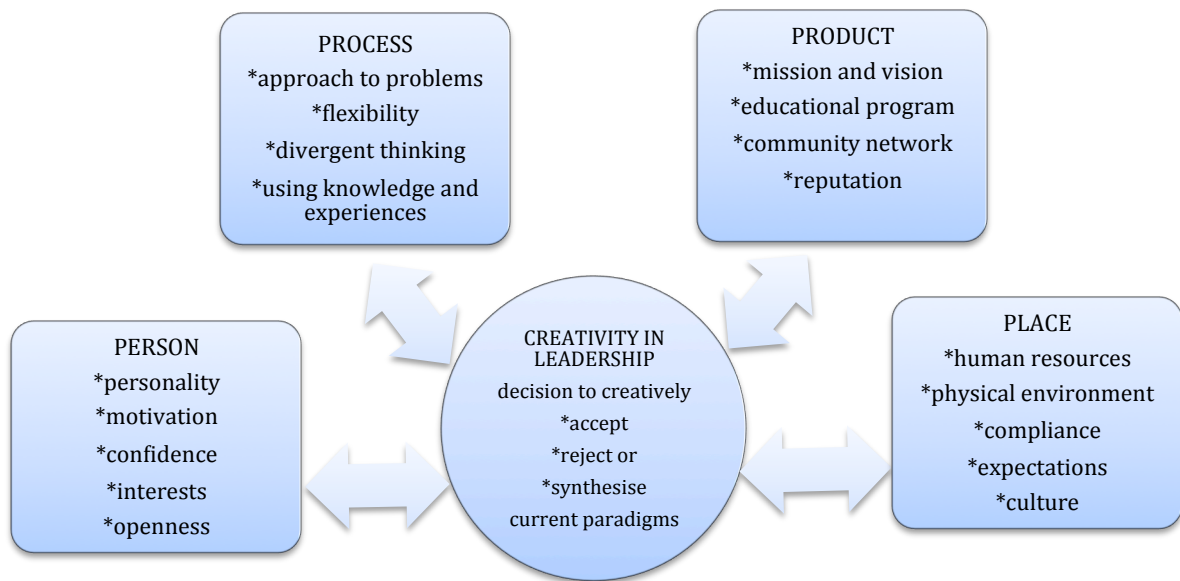 PROCESS
*approach to problems
*flexibility
*divergent thinking
*using knowledge and
experiences
PRODUCT
*mission and vision
*educational program
*community network
*reputation
PERSON
*personality
*motivation
*confidence
*interests
*openness
CREATIVITY IN
LEADERSHIP
decision to creatively
*accept
*reject or
*synthesise
current paradigms
PLACE
*human resources
*physical environment
*compliance
*expectations
*culture